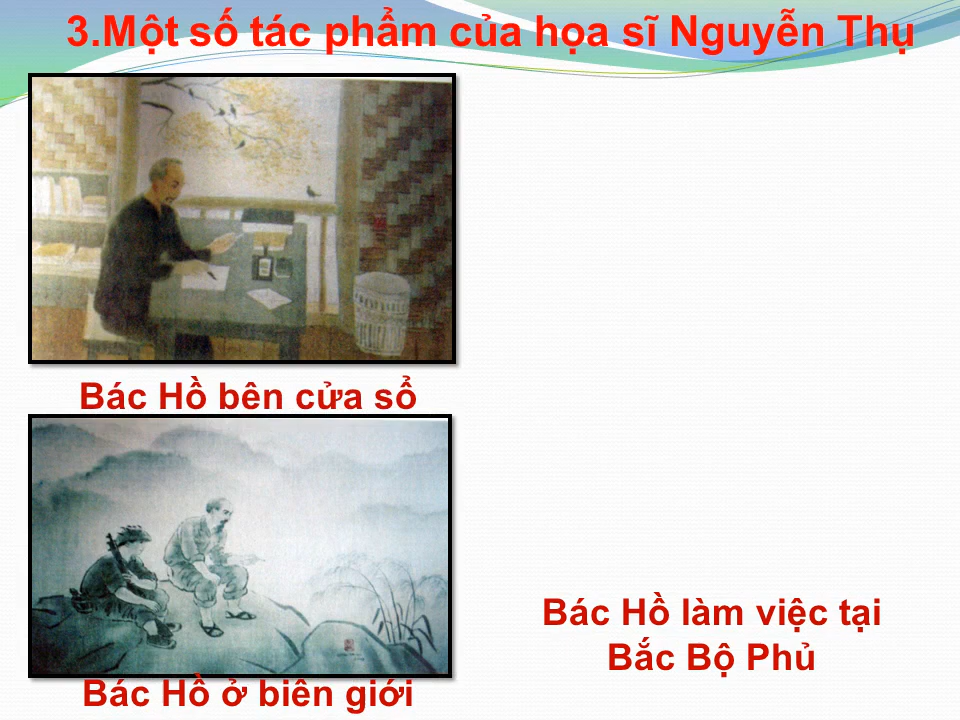 3.Một số tác phẩm của họa sĩ Nguyễn Thụ
Bác Hồ bên cửa sổ
Bác Hồ ở biên giới
Bác Hồ làm việc tại
Bắc Bộ Phủ